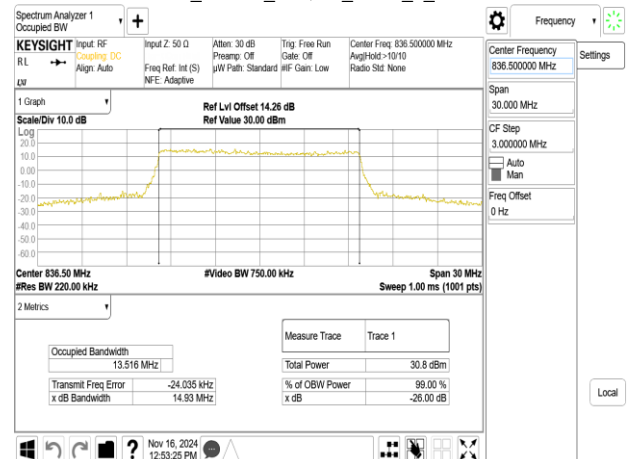 Spectrum Analyzer 1
Occupied BW
Frequency
KEYSIGHT
RL
Input: RF
Coupling: DC
Align: Auto
Input Z: 50 Ω
Freq Ref: Int (S)
NFE: Adaptive
Atten: 30 dB
Preamp: Off
µW Path: Standard
Trig: Free Run
Gate: Off
#IF Gain: Low
Center Freq: 836.500000 MHz
Avg|Hold:>10/10
Radio Std: None
Center Frequency
836.500000 MHz
Settings
Span
30.000 MHz
CF Step
3.000000 MHz
Auto
Man
Freq Offset
0 Hz
Local
1 Graph
Scale/Div 10.0 dB
Ref Lvl Offset 14.26 dB
Ref Value 30.00 dBm
Log
20.0
10.0
0.00
-10.0
-20.0
-30.0
-40.0
-50.0
-60.0
Center 836.50 MHz
#Video BW 750.00 kHz
Span 30 MHz
#Res BW 220.00 kHz
Sweep 1.00 ms (1001 pts)
2 Metrics
Measure Trace Trace 1
Occupied Bandwidth
13.516 MHz
Total Power 30.8 dBm
Transmit Freq Error -24.035 kHz
% of OBW Power 99.00 %
x dB Bandwidth 14.93 MHz
x dB -26.00 dB
?
Nov 16, 2024
12:53:25 PM